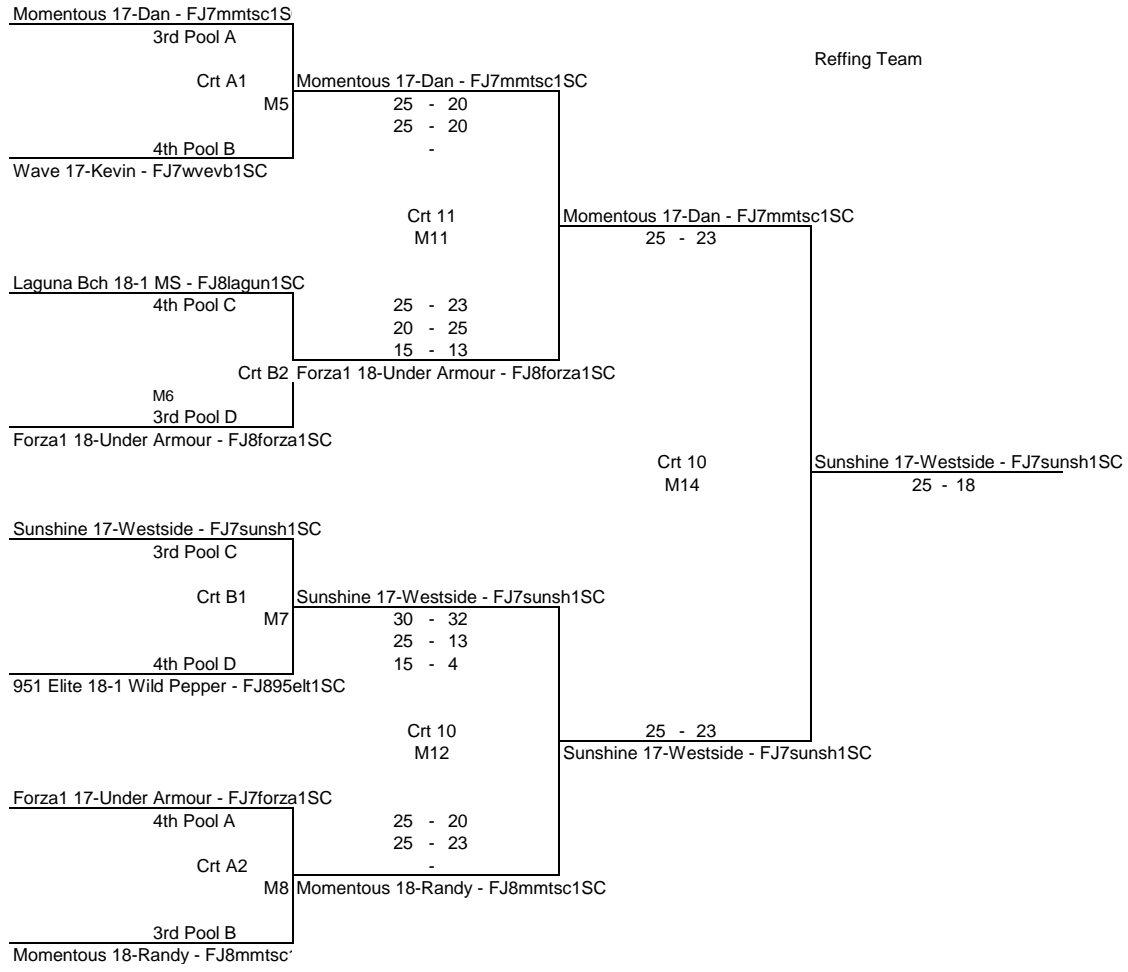 Momentous 17-Dan - FJ7mmtsc1S
3rd Pool A
Reffing Team
Crt A1 Momentous 17-Dan - FJ7mmtsc1SC
M5 25 - 20
25 - 20
4th Pool B -
Wave 17-Kevin - FJ7wvevb1SC
Crt 11 Momentous 17-Dan - FJ7mmtsc1SC
M11 25 - 23
Laguna Bch 18-1 MS - FJ8lagun1SC
4th Pool C 25 - 23
20 - 25
15 - 13
Crt B2 Forza1 18-Under Armour - FJ8forza1SC
M6
3rd Pool D
Forza1 18-Under Armour - FJ8forza1SC
Crt 10 Sunshine 17-Westside - FJ7sunsh1SC
M14 25 - 18
Sunshine 17-Westside - FJ7sunsh1SC
3rd Pool C
Crt B1 Sunshine 17-Westside - FJ7sunsh1SC
M7 30 - 32
25 - 13
4th Pool D 15 - 4
951 Elite 18-1 Wild Pepper - FJ895elt1SC
Crt 10 25 - 23
M12 Sunshine 17-Westside - FJ7sunsh1SC
Forza1 17-Under Armour - FJ7forza1SC
4th Pool A 25 - 20
25 - 23
Crt A2 -
M8 Momentous 18-Randy - FJ8mmtsc1SC
3rd Pool B
Momentous 18-Randy - FJ8mmtsc